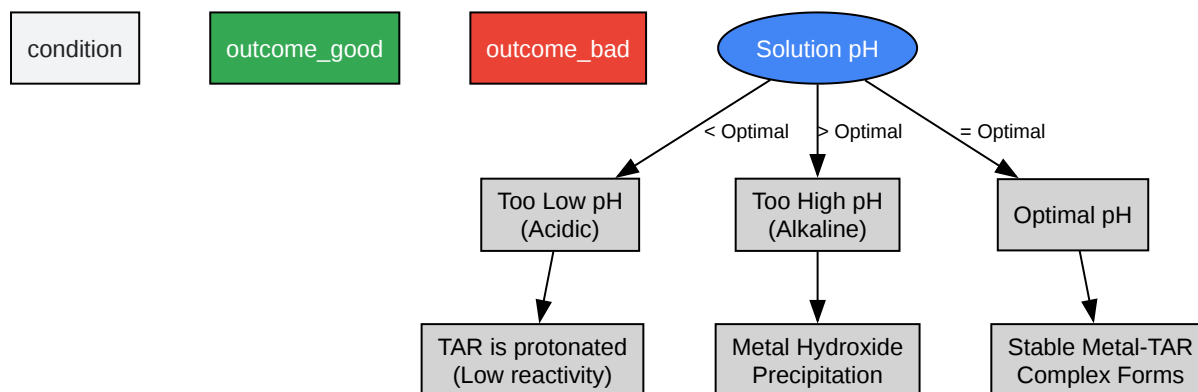 condition
outcome_good
outcome_bad
Solution pH
< Optimal
> Optimal
= Optimal
Too Low pH
(Acidic)
Too High pH
(Alkaline)
Optimal pH
TAR is protonated
(Low reactivity)
Metal Hydroxide
Precipitation
Stable Metal-TAR
Complex Forms